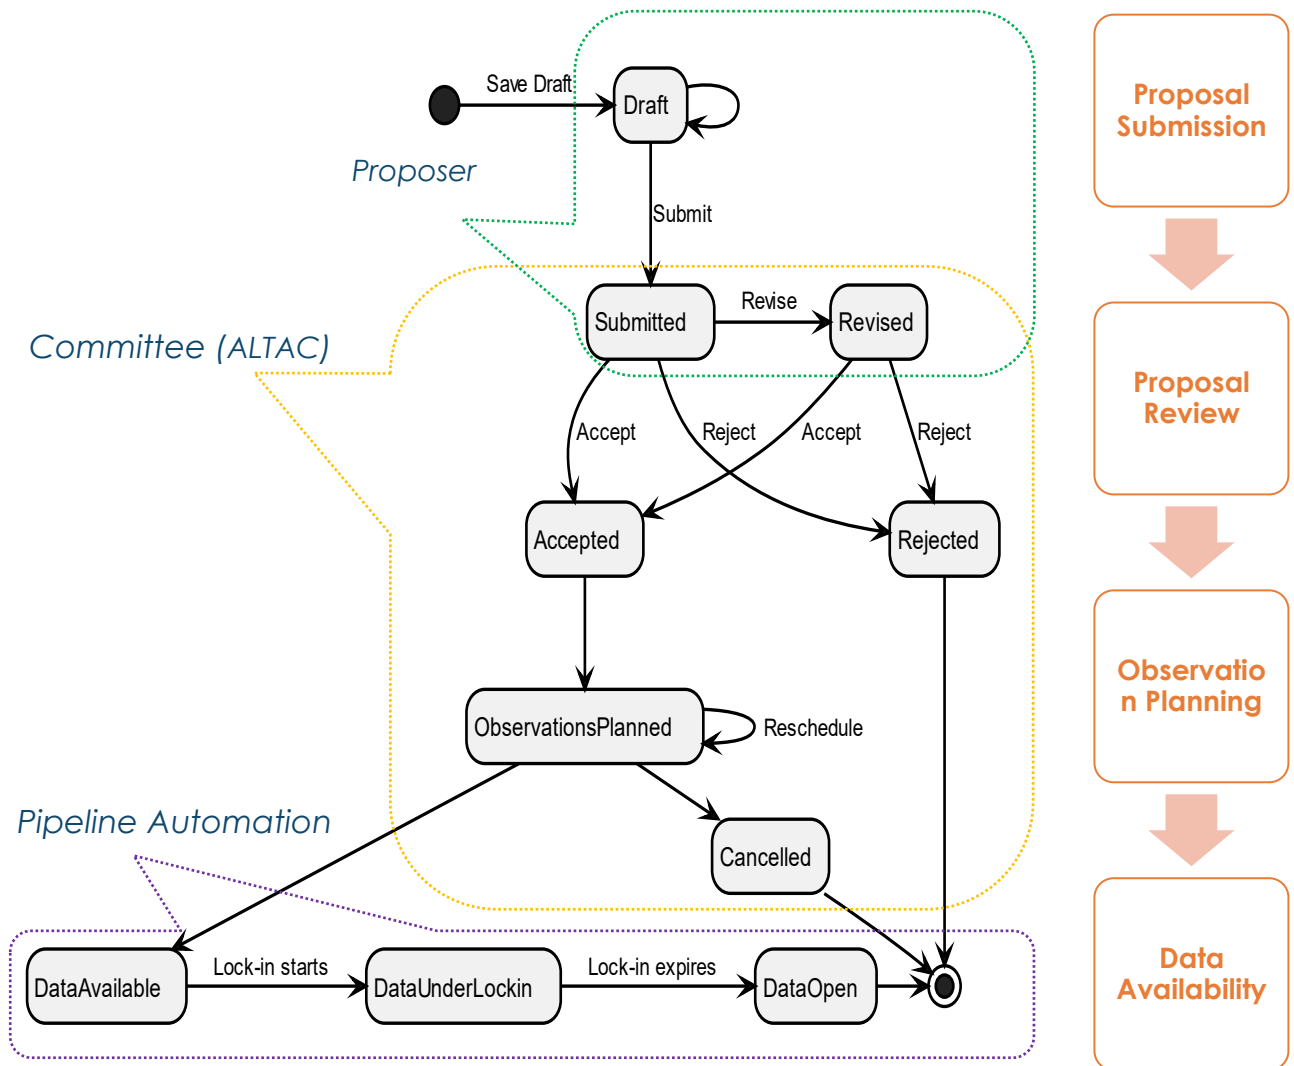 Save Draft
Draft
Proposer
Submit
Submitted
Revise
Revised
Committee (ALTAC)
Accept
Reject
Accept
Reject
Accepted
Rejected
ObservationsPlanned
Reschedule
Pipeline Automation
Cancelled
DataAvailable
Lock-in starts
DataUnderLockin
Lock-in expires
DataOpen
Proposal
Submission
Proposal
Review
Observatio
n Planning
Data
Availability